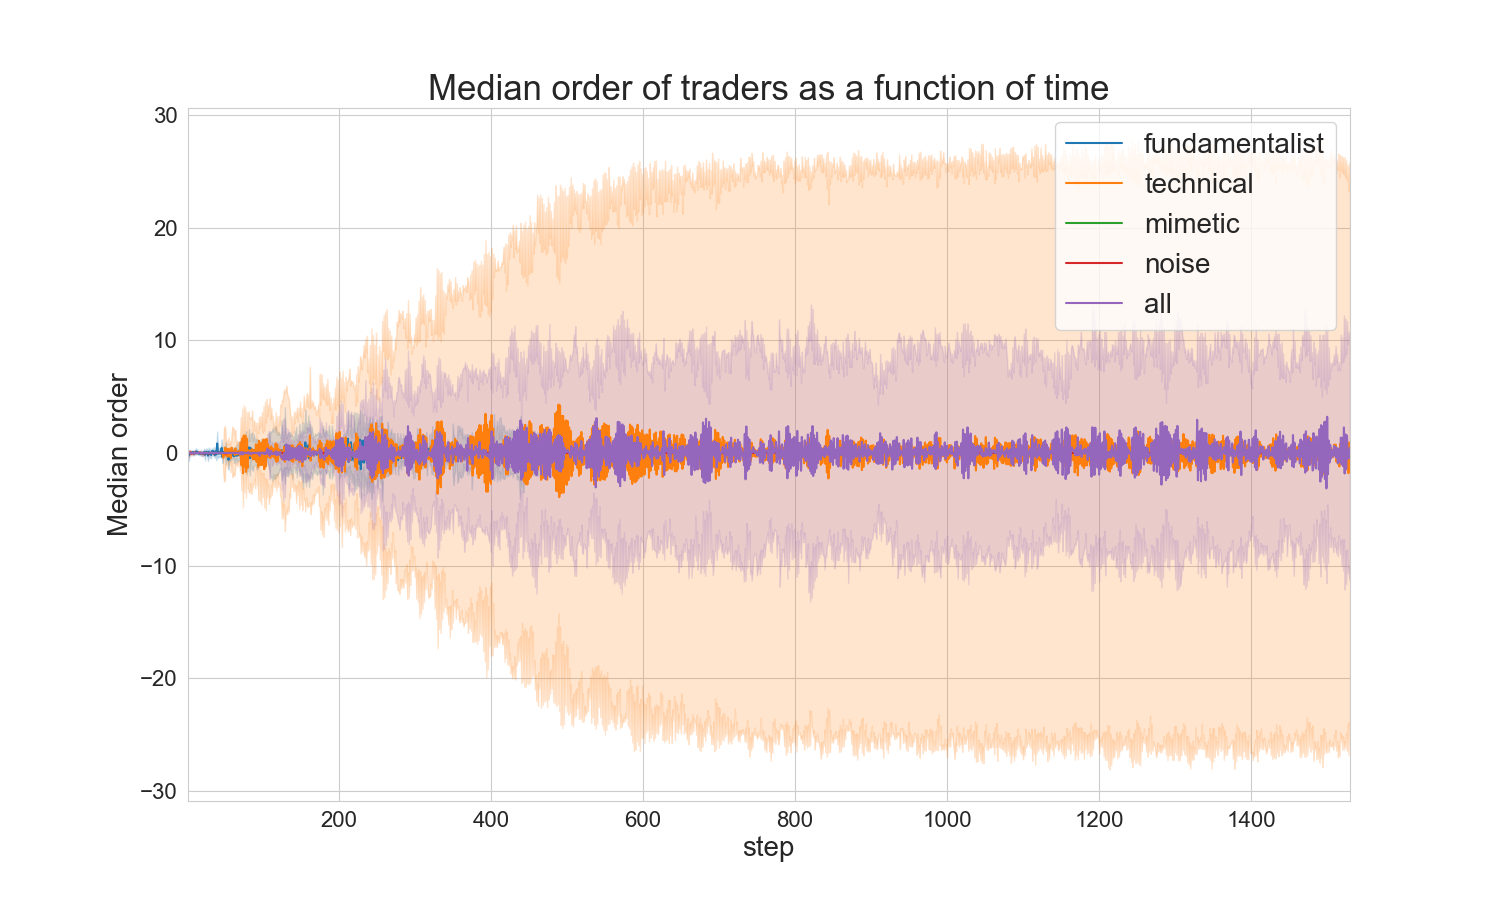 Median order of traders as a function of time
30
20
10
0
−10
−20
−30
Median order
200
400
600
800
1000
1200
1400
step
fundamentalist
technical
mimetic
noise
all